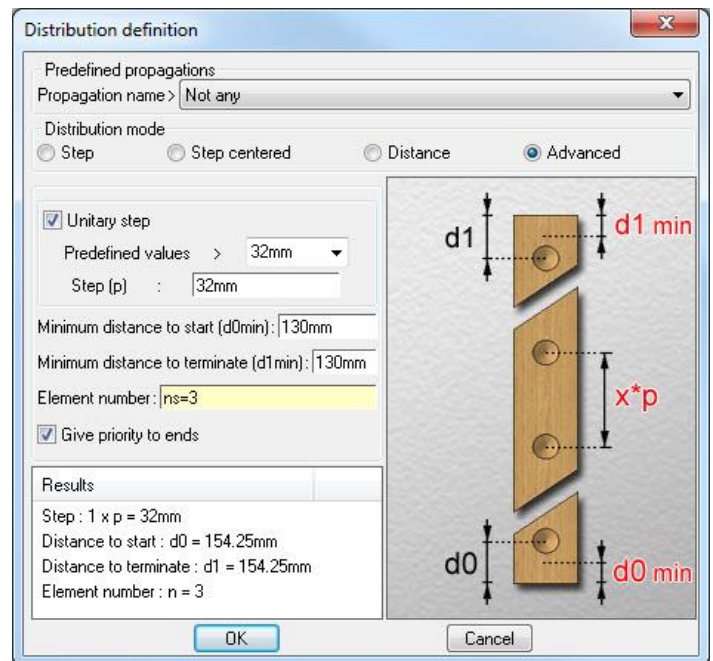 Distribution definition
Predefined propagations
Propagation name > Not any
Distribution mode
Step Step centered Distance Advanced
Unitary step
Predefined values > 32mm
Step (p) : 32mm
Minimum distance to start (d0min): 130mm
Minimum distance to terminate (d1min): 130mm
Element number: ns=3
Give priority to ends
Results
Step : 1 x p = 32mm
Distance to start : d0 = 154.25mm
Distance to terminate : d1 = 154.25mm
Element number : n = 3
d1 d1 min
x*p
d0 d0 min
OK Cancel